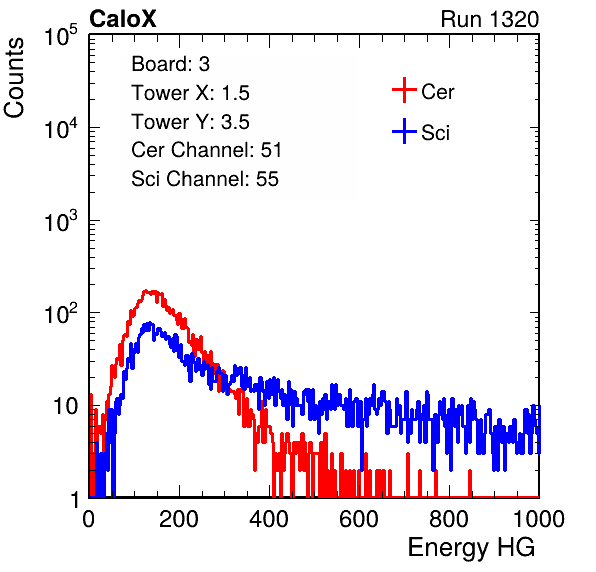 CaloX Run 1320
Counts
10^5
10^4
10^3
10^2
10
1
Board: 3
Tower X: 1.5
Tower Y: 3.5
Cer Channel: 51
Sci Channel: 55
Cer
Sci
0 200 400 600 800 1000
Energy HG